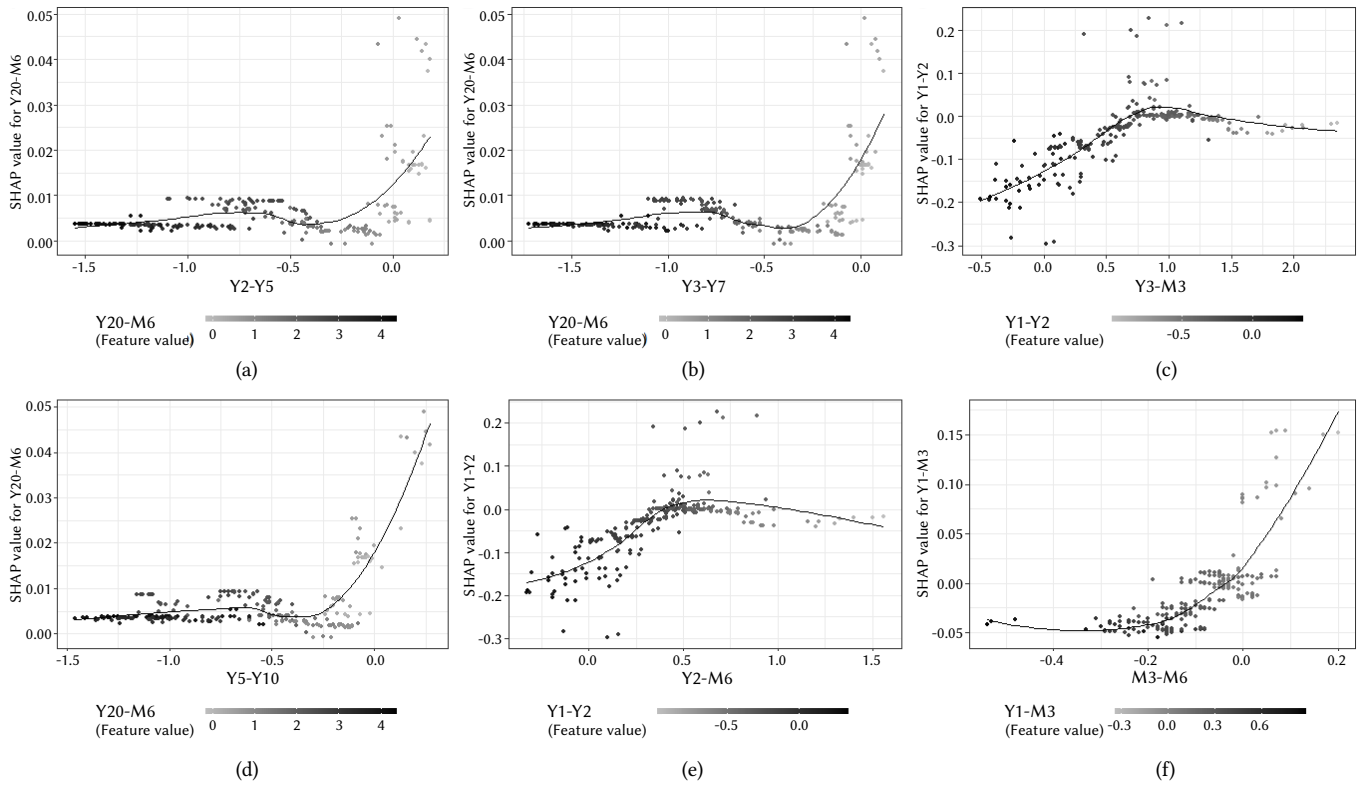 SHAP value for Y20-M6
0.05
0.04
0.03
0.02
0.01
0.00
-1.5 -1.0 -0.5 0.0
Y2-Y5
Y20-M6
(Feature value)
0 1 2 3 4
(a)
SHAP value for Y20-M6
0.05
0.04
0.03
0.02
0.01
0.00
-1.5 -1.0 -0.5 0.0
Y3-Y7
Y20-M6
(Feature value)
0 1 2 3 4
(b)
SHAP value for Y1-Y2
0.2
0.1
0.0
-0.1
-0.2
-0.3
-0.5 0.0 0.5 1.0 1.5 2.0
Y3-M3
Y1-Y2
(Feature value)
-0.5 0.0
(c)
SHAP value for Y20-M6
0.05
0.04
0.03
0.02
0.01
0.00
-1.5 -1.0 -0.5 0.0
Y5-Y10
Y20-M6
(Feature value)
0 1 2 3 4
(d)
SHAP value for Y1-Y2
0.2
0.1
0.0
-0.1
-0.2
-0.3
0.0 0.5 1.0 1.5
Y2-M6
Y1-Y2
(Feature value)
-0.5 0.0
(e)
SHAP value for Y1-M3
0.15
0.10
0.05
0.00
-0.05
-0.4 -0.2 0.0 0.2
M3-M6
Y1-M3
(Feature value)
-0.3 0.0 0.3 0.6
(f)